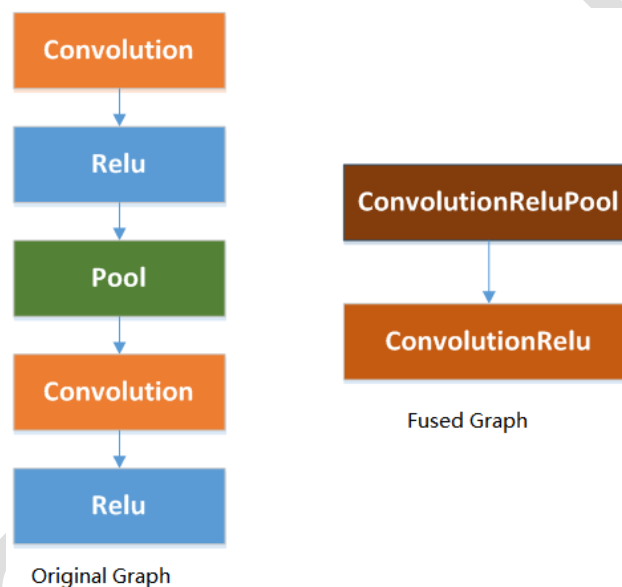 Convolution
Relu
Pool
Convolution
Relu
Original Graph
ConvolutionReluPool
ConvolutionRelu
Fused Graph